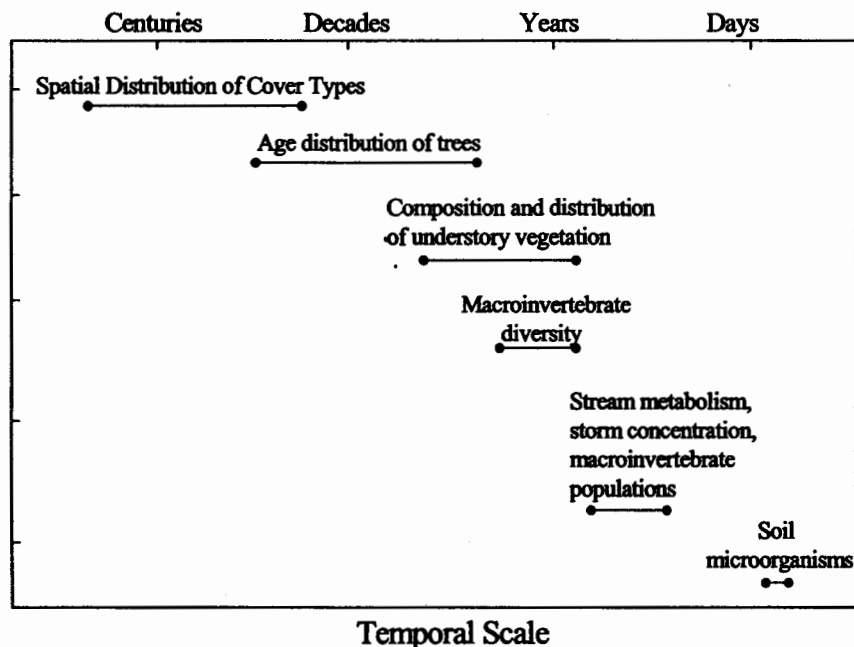 Centuries Decades Years Days
Spatial Distribution of Cover Types
Age distribution of trees
Composition and distribution
of understory vegetation
Macroinvertebrate
diversity
Stream metabolism,
storm concentration,
macroinvertebrate
populations
Soil
microorganisms
Temporal Scale